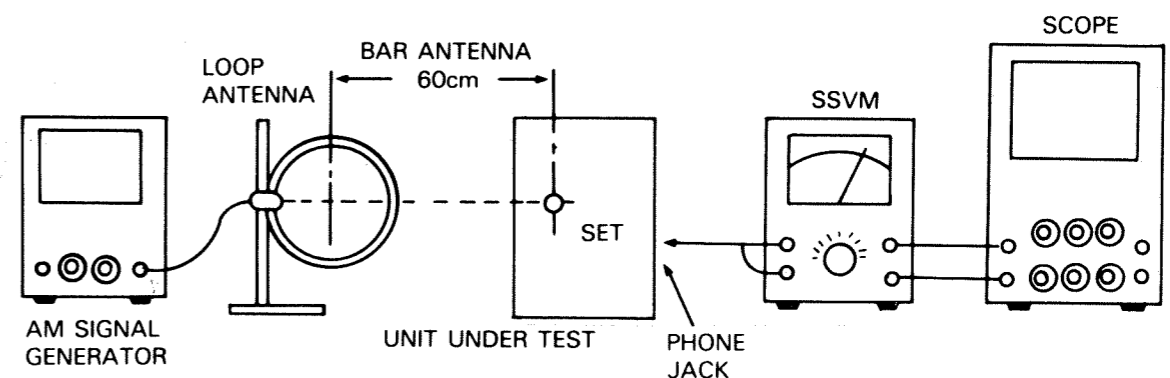 SCOPE
BAR ANTENNA
60cm
LOOP
ANTENNA
SSVM
SET
AM SIGNAL
GENERATOR
UNIT UNDER TEST
PHONE
JACK